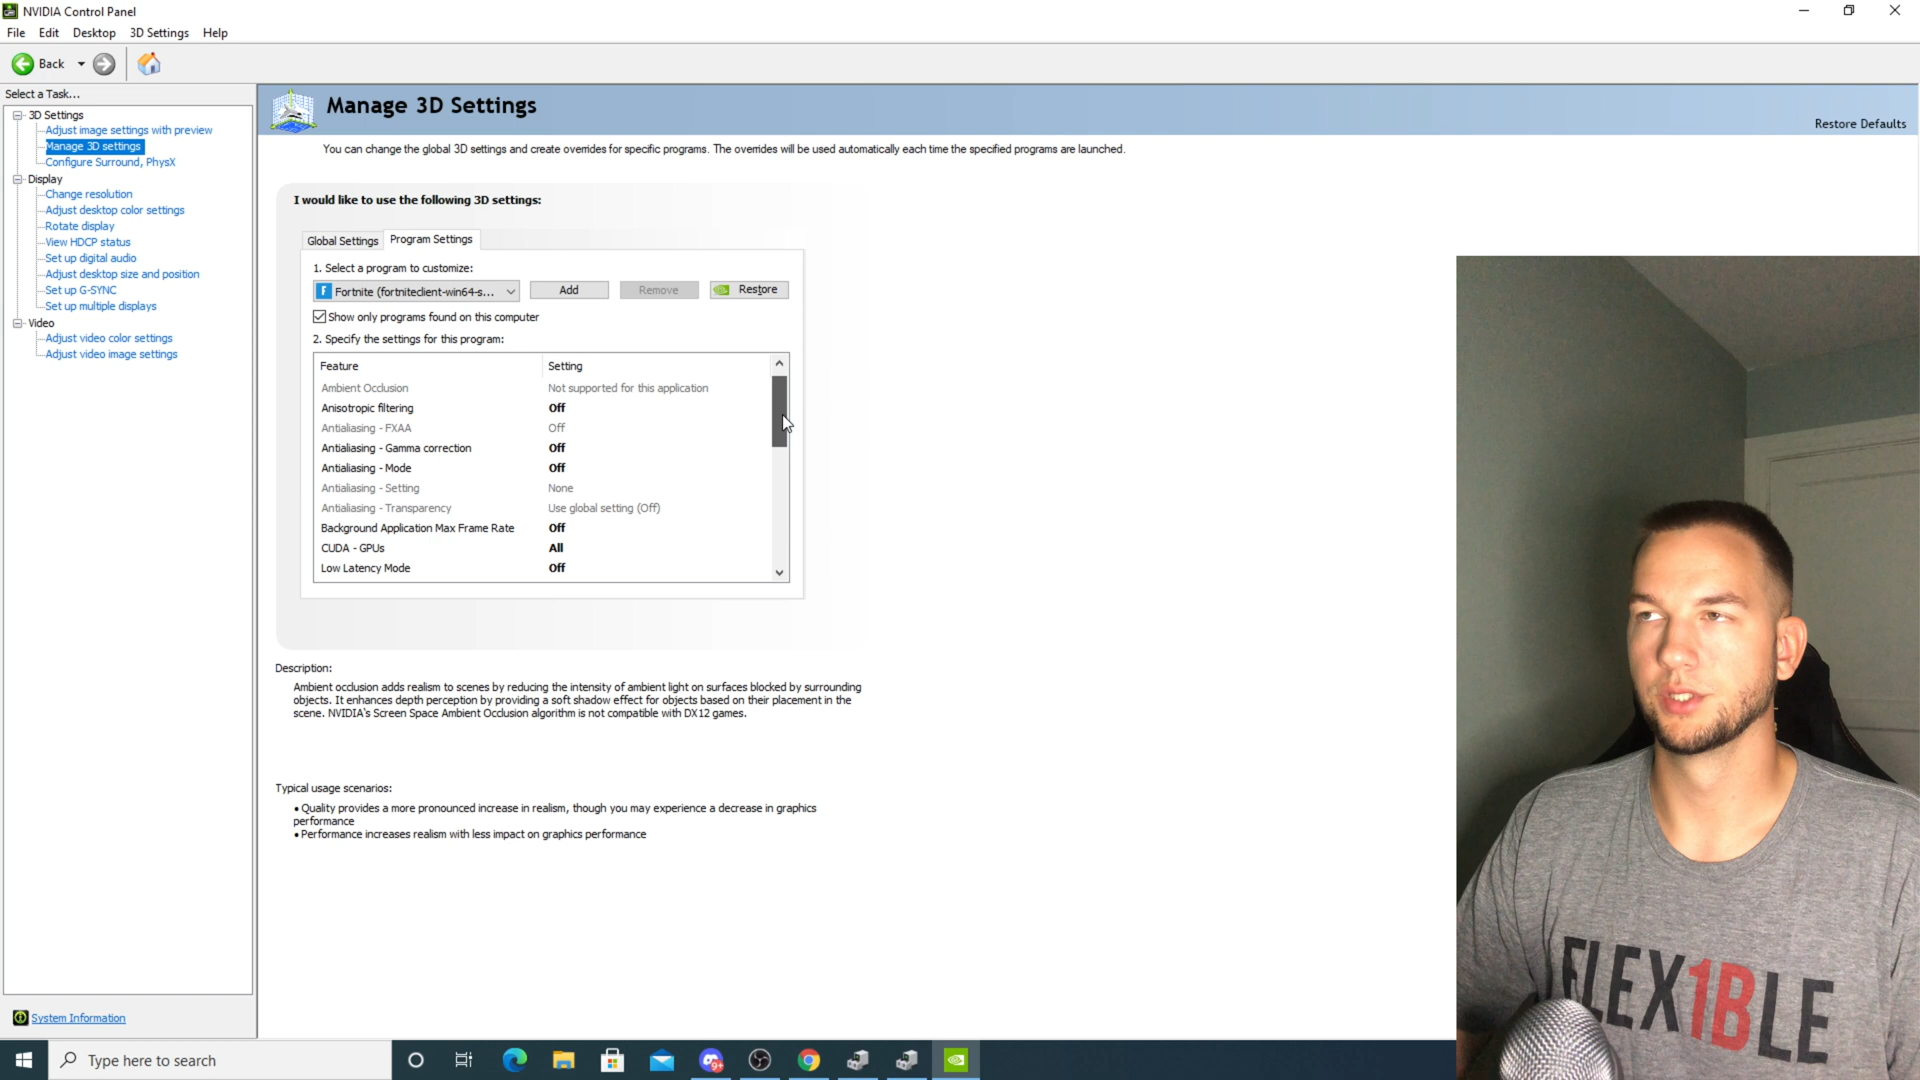 NVIDIA Control Panel
File Edit Desktop 3D Settings Help
Back
Select a Task...
3D Settings
Adjust image settings with preview
Manage 3D settings
Configure Surround, PhysX
Display
Change resolution
Adjust desktop color settings
Rotate display
View HDCP status
Set up digital audio
Adjust desktop size and position
Set up G-SYNC
Set up multiple displays
Video
Adjust video color settings
Adjust video image settings
System Information
Manage 3D Settings
Restore Defaults
You can change the global 3D settings and create overrides for specific programs. The overrides will be used automatically each time the specified programs are launched.
I would like to use the following 3D settings:
Global Settings Program Settings
1. Select a program to customize:
F Fortnite (fortniteclient-win64-s... Add Remove Restore
Show only programs found on this computer
2. Specify the settings for this program:
Feature Setting
Ambient Occlusion Not supported for this application
Anisotropic filtering Off
Antialiasing - FXAA Off
Antialiasing - Gamma correction Off
Antialiasing - Mode Off
Antialiasing - Setting None
Antialiasing - Transparency Use global setting (Off)
Background Application Max Frame Rate Off
CUDA - GPUs All
Low Latency Mode Off
Description:
Ambient occlusion adds realism to scenes by reducing the intensity of ambient light on surfaces blocked by surrounding
objects. It enhances depth perception by providing a soft shadow effect for objects based on their placement in the
scene. NVIDIA's Screen Space Ambient Occlusion algorithm is not compatible with DX12 games.
Typical usage scenarios:
• Quality provides a more pronounced increase in realism, though you may experience a decrease in graphics
performance
• Performance increases realism with less impact on graphics performance
FLEX1BLE
Type here to search
9+